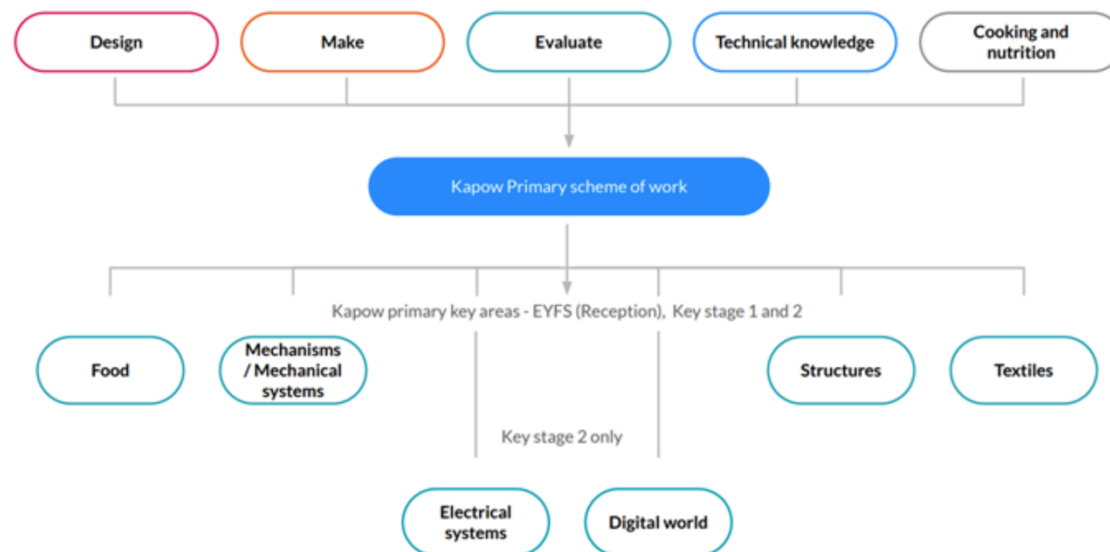 Design
Make
Evaluate
Technical knowledge
Cooking and
nutrition
Kapow Primary scheme of work
Kapow primary key areas - EYFS (Reception), Key stage 1 and 2
Food
Mechanisms
/ Mechanical
systems
Structures
Textiles
Key stage 2 only
Electrical
systems
Digital world